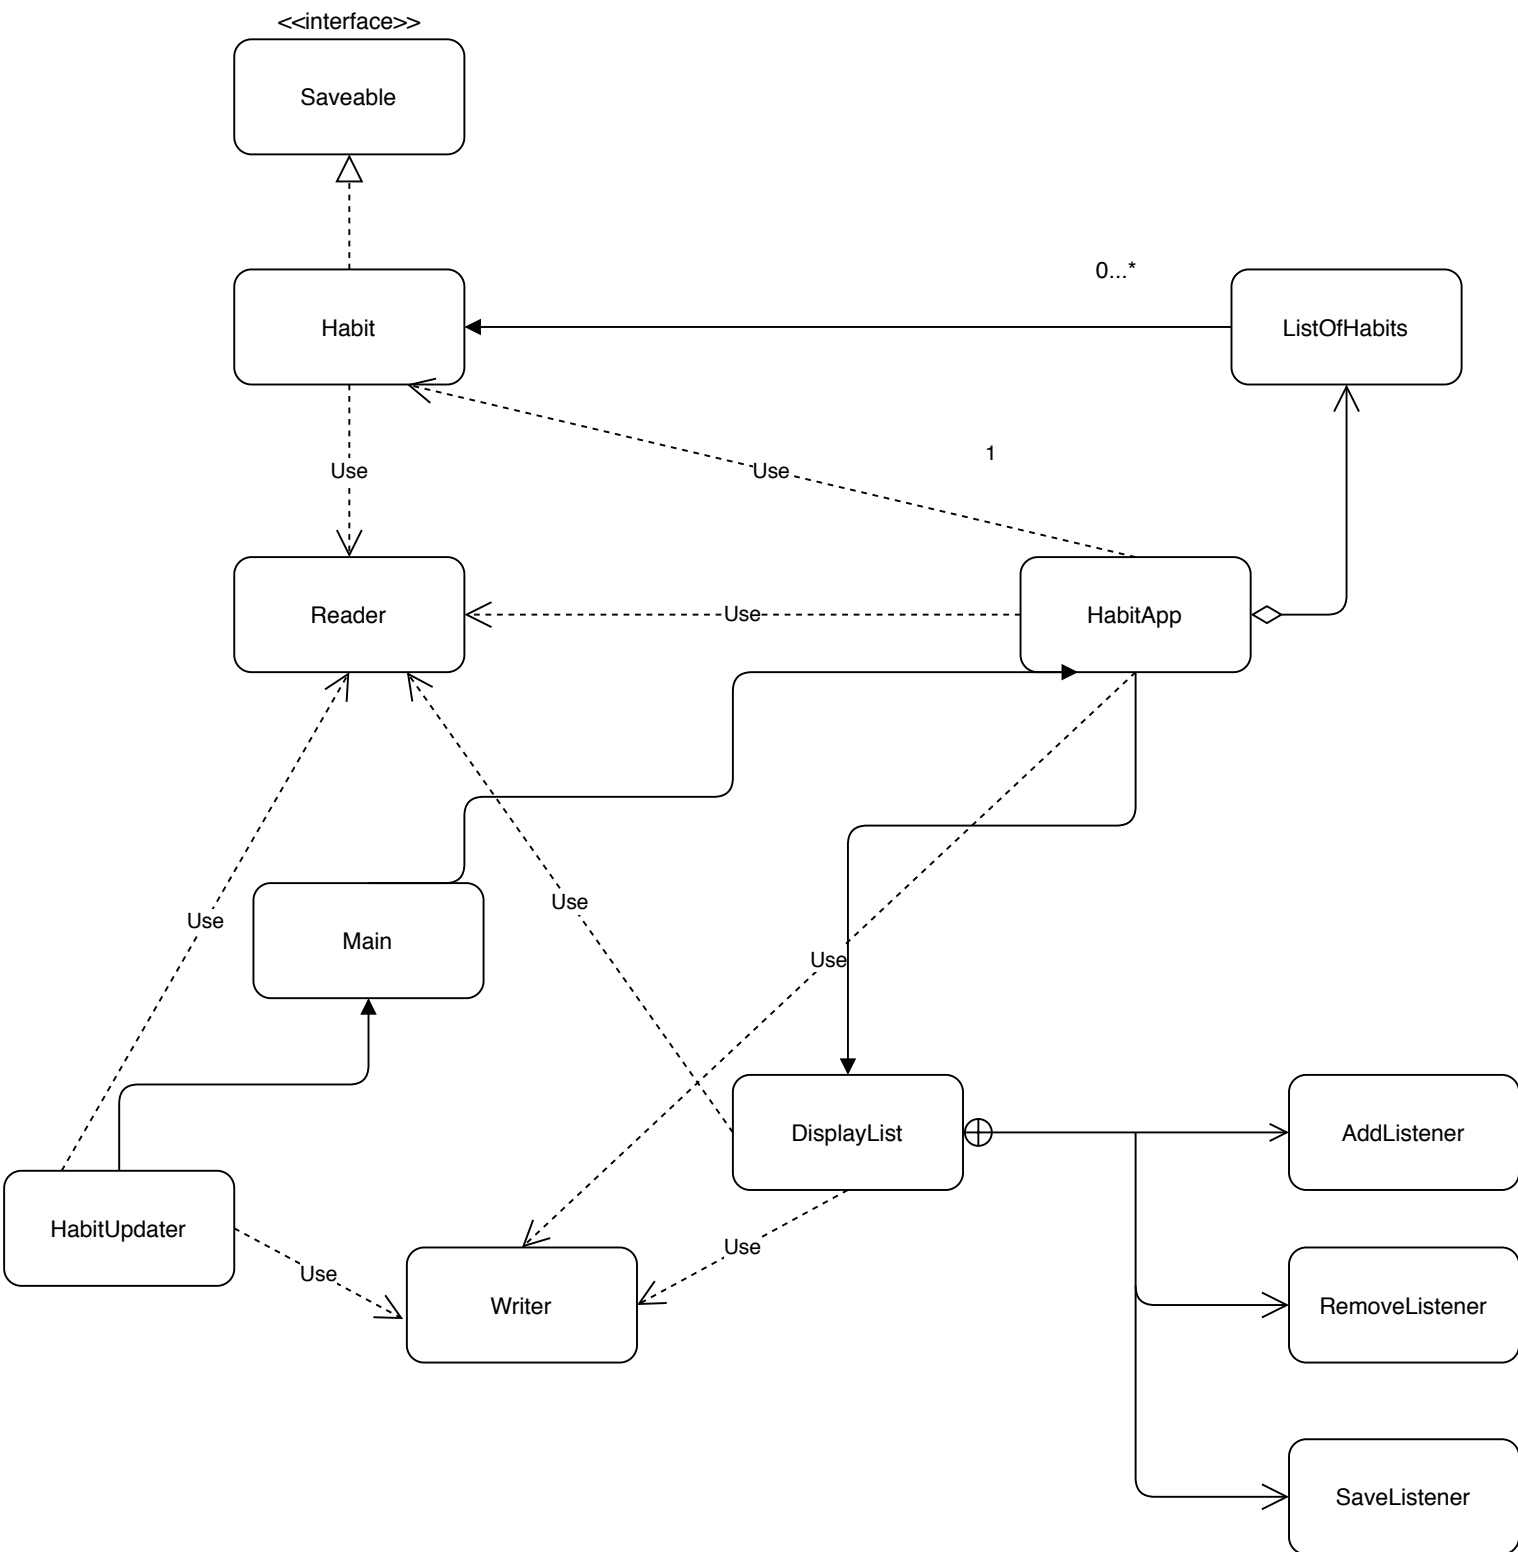 <<interface>>
Saveable
0...*
Habit
ListOfHabits
1
Use
Use
Reader
Use
HabitApp
Use
Use
Main
Use
DisplayList
AddListener
HabitUpdater
Use
Use
Writer
RemoveListener
SaveListener